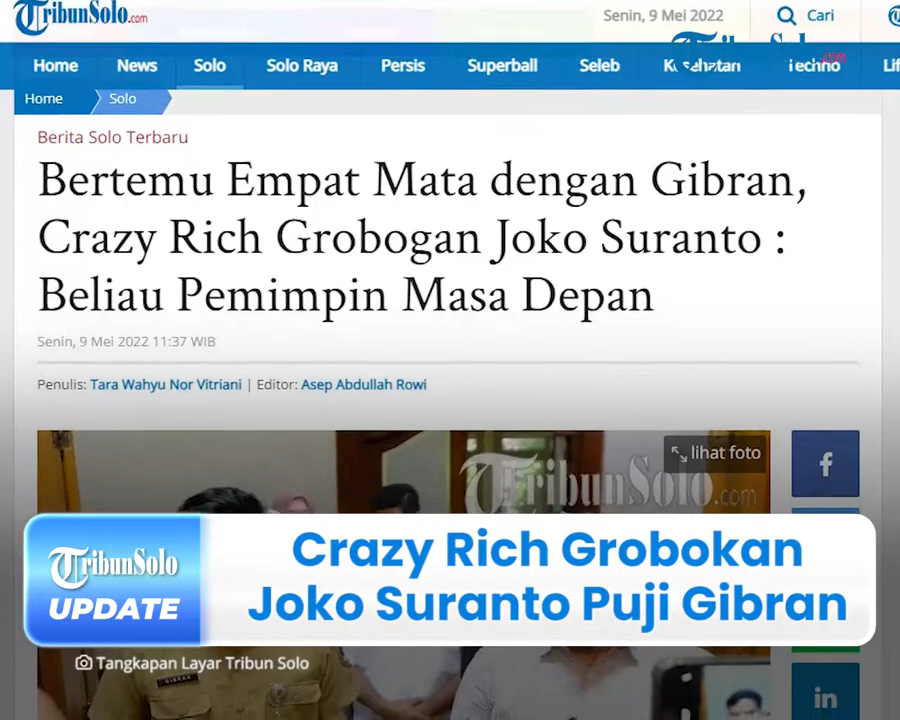 TribunSolo.com
Senin, 9 Mei 2022
Cari
Home News Solo Solo Raya Persis Superball Seleb Kesehatan Techno
Home Solo
Berita Solo Terbaru
Bertemu Empat Mata dengan Gibran,
Crazy Rich Grobogan Joko Suranto :
Beliau Pemimpin Masa Depan
Senin, 9 Mei 2022 11:37 WIB
Penulis: Tara Wahyu Nor Vitriani | Editor: Asep Abdullah Rowi
lihat foto
TribunSolo.com
f
TribunSolo
UPDATE
Crazy Rich Grobokan
Joko Suranto Puji Gibran
Tangkapan Layar Tribun Solo
GIBRAN
in